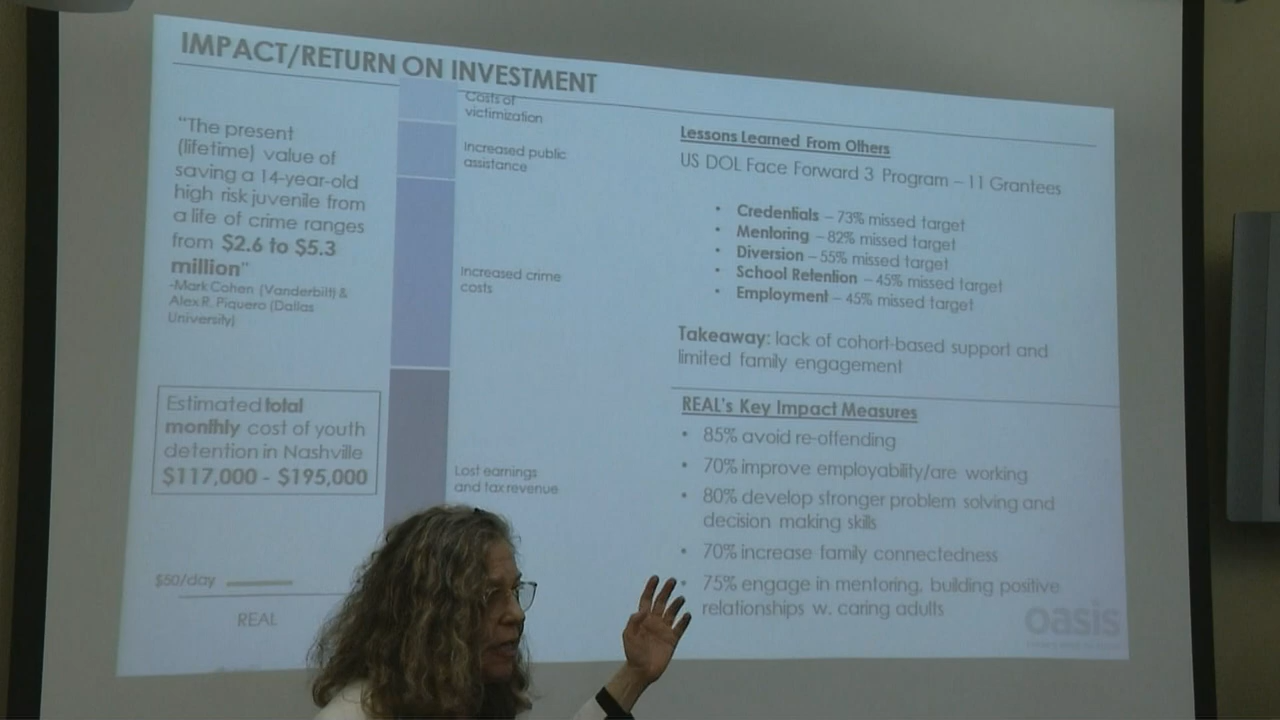 IMPACT/RETURN ON INVESTMENT
"The present
(lifetime) value of
saving a 14-year-old
high risk juvenile from
a life of crime ranges
from $2.6 to $5.3
million"
-Mark Cohen (Vanderbilt) &
Alex R. Piquero (Dallas
University)
Estimated total
monthly cost of youth
detention in Nashville
$117,000 - $195,000
$50/day
REAL
Costs of
victimization
Increased public
assistance
Increased crime
costs
Lost earnings
and tax revenue
Lessons Learned From Others
US DOL Face Forward 3 Program – 11 Grantees
• Credentials – 73% missed target
• Mentoring – 82% missed target
• Diversion – 55% missed target
• School Retention – 45% missed target
• Employment – 45% missed target
Takeaway: lack of cohort-based support and
limited family engagement
REAL's Key Impact Measures
• 85% avoid re-offending
• 70% improve employability/are working
• 80% develop stronger problem solving and
decision making skills
• 70% increase family connectedness
• 75% engage in mentoring, building positive
relationships w. caring adults
oasis